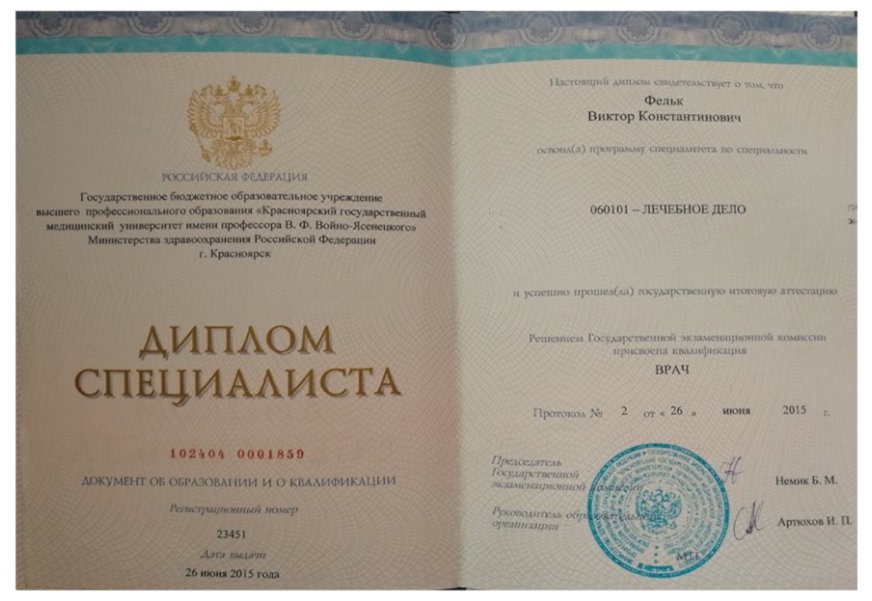 РОССИЙСКАЯ ФЕДЕРАЦИЯ
Государственное бюджетное образовательное учреждение
высшего профессионального образования «Красноярский государственный
медицинский университет имени профессора В. Ф. Войно-Ясенецкого»
Министерства здравоохранения Российской Федерации
г. Красноярск
ДИПЛОМ
СПЕЦИАЛИСТА
102404 0001859
ДОКУМЕНТ ОБ ОБРАЗОВАНИИ И О КВАЛИФИКАЦИИ
Регистрационный номер
23451
Дата выдачи
26 июня 2015 года
Настоящий диплом свидетельствует о том, что
Фельк
Виктор Константинович
освоил(а) программу специалитета по специальности
060101 – ЛЕЧЕБНОЕ ДЕЛО
и успешно прошел(ла) государственную итоговую аттестацию
Решением Государственной экзаменационной комиссии
присвоена квалификация
ВРАЧ
Протокол № 2 от « 26 » июня 2015 г.
Председатель
Государственной
экзаменационной комиссии
Немик Б. М.
Руководитель образовательной
организации
Артюхов И. П.
М.П.